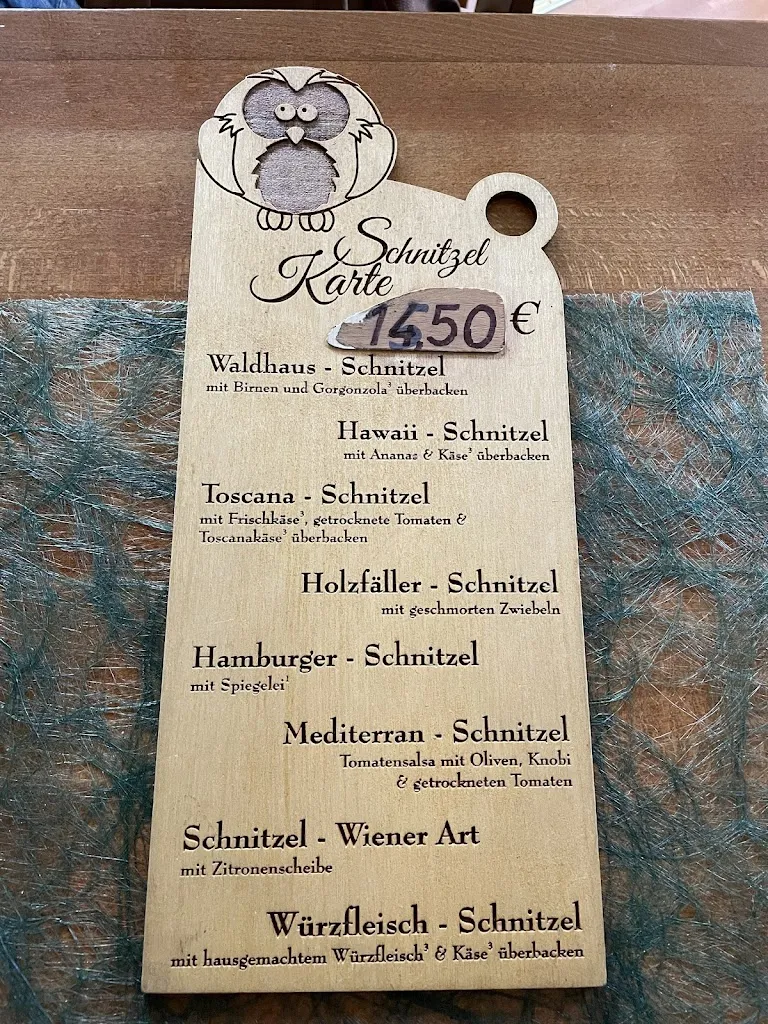 Schnitzel
Karte
€
Waldhaus - Schnitzel
mit Birnen und Gorgonzola³ überbacken
Hawaii - Schnitzel
mit Ananas & Käse³ überbacken
Toscana - Schnitzel
mit Frischkäse³, getrocknete Tomaten &
Toscanakäse³ überbacken
Holzfäller - Schnitzel
mit geschmorten Zwiebeln
Hamburger - Schnitzel
mit Spiegelei¹
Mediterran - Schnitzel
Tomatensalsa mit Oliven, Knobi
& getrockneten Tomaten
Schnitzel - Wiener Art
mit Zitronenscheibe
Würzfleisch - Schnitzel
mit hausgemachtem Würzfleisch³ & Käse³ überbacken